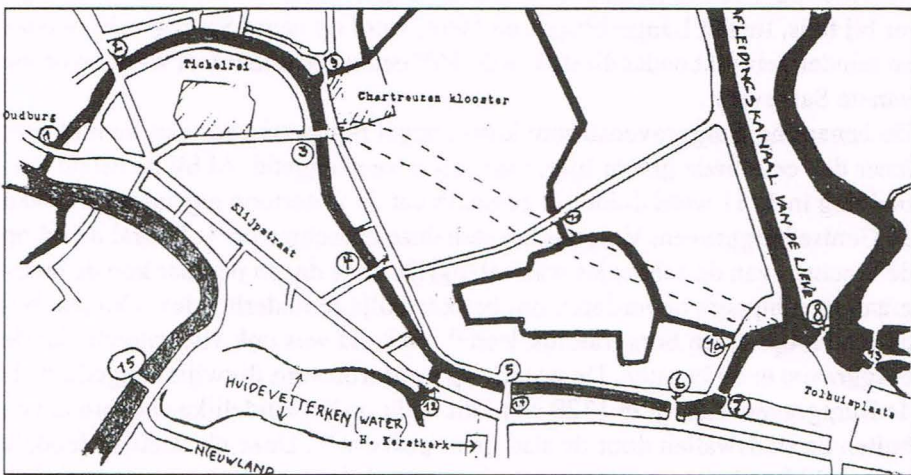 2
9
Tichelrei
Chartreuzen klooster
AFLEIDINGSKANAAL VAN DE LIEVE
Oudburg
1
3
Slijpstraat
4
8
10
13
15
5
6
7
Tolhuisplaats
HUIDEVETTERKEN (WATER)
12
11
H. Kerstkerk
NIEUWLAND